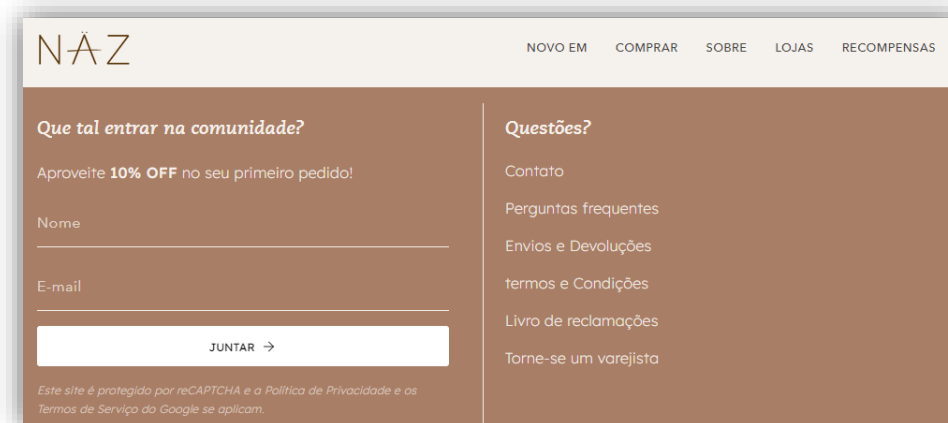 NÄZ
NOVO EM COMPRAR SOBRE LOJAS RECOMPENSAS
Que tal entrar na comunidade?
Aproveite 10% OFF no seu primeiro pedido!
Nome
E-mail
JUNTAR →
Este site é protegido por reCAPTCHA e a Política de Privacidade e os
Termos de Serviço do Google se aplicam.
Questões?
Contato
Perguntas frequentes
Envios e Devoluções
termos e Condições
Livro de reclamações
Torne-se um varejista